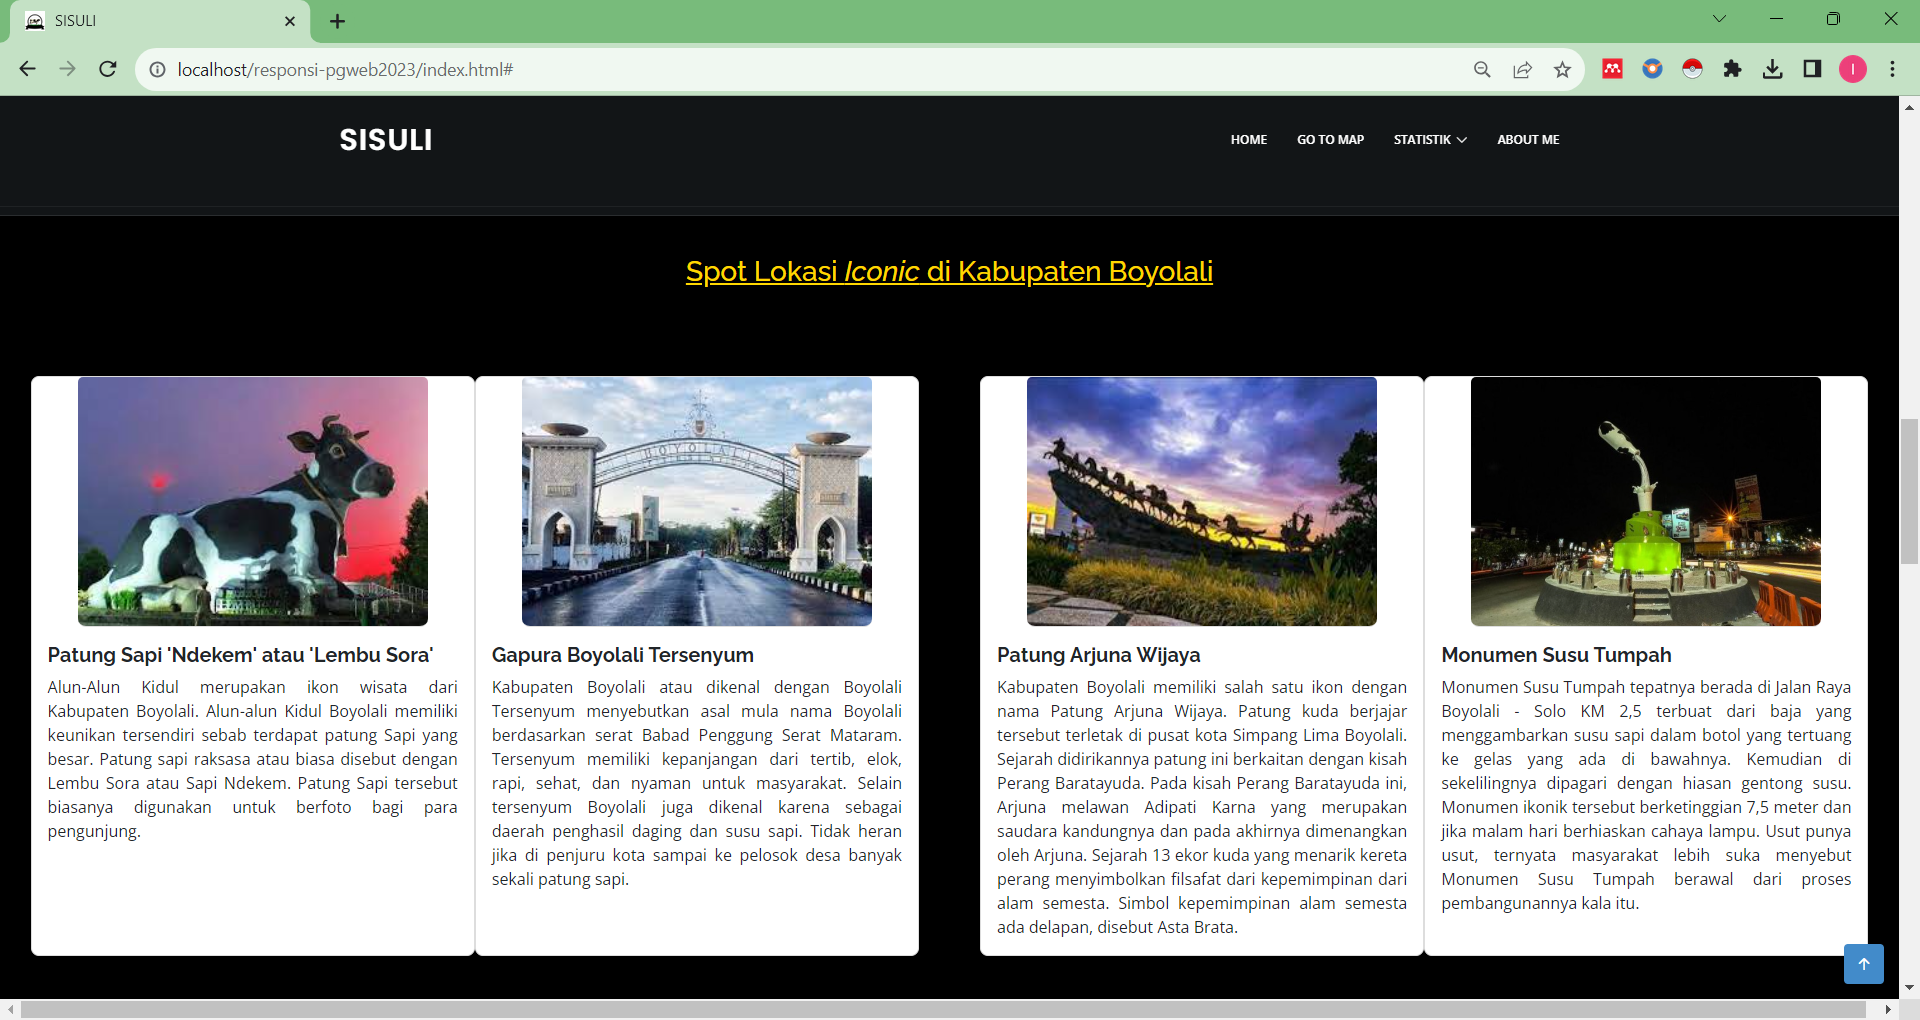 SISULI
localhost/responsi-pgweb2023/index.html#
I
SISULI
HOME GO TO MAP STATISTIK ABOUT ME
Spot Lokasi Iconic di Kabupaten Boyolali
BOYOLALI
Patung Sapi 'Ndekem' atau 'Lembu Sora'
Alun-Alun Kidul merupakan ikon wisata dari
Kabupaten Boyolali. Alun-alun Kidul Boyolali memiliki
keunikan tersendiri sebab terdapat patung Sapi yang
besar. Patung sapi raksasa atau biasa disebut dengan
Lembu Sora atau Sapi Ndekem. Patung Sapi tersebut
biasanya digunakan untuk berfoto bagi para
pengunjung.
Gapura Boyolali Tersenyum
Kabupaten Boyolali atau dikenal dengan Boyolali
Tersenyum menyebutkan asal mula nama Boyolali
berdasarkan serat Babad Penggung Serat Mataram.
Tersenyum memiliki kepanjangan dari tertib, elok,
rapi, sehat, dan nyaman untuk masyarakat. Selain
tersenyum Boyolali juga dikenal karena sebagai
daerah penghasil daging dan susu sapi. Tidak heran
jika di penjuru kota sampai ke pelosok desa banyak
sekali patung sapi.
Patung Arjuna Wijaya
Kabupaten Boyolali memiliki salah satu ikon dengan
nama Patung Arjuna Wijaya. Patung kuda berjajar
tersebut terletak di pusat kota Simpang Lima Boyolali.
Sejarah didirikannya patung ini berkaitan dengan kisah
Perang Baratayuda. Pada kisah Perang Baratayuda ini,
Arjuna melawan Adipati Karna yang merupakan
saudara kandungnya dan pada akhirnya dimenangkan
oleh Arjuna. Sejarah 13 ekor kuda yang menarik kereta
perang menyimbolkan filsafat dari kepemimpinan dari
alam semesta. Simbol kepemimpinan alam semesta
ada delapan, disebut Asta Brata.
Monumen Susu Tumpah
Monumen Susu Tumpah tepatnya berada di Jalan Raya
Boyolali - Solo KM 2,5 terbuat dari baja yang
menggambarkan susu sapi dalam botol yang tertuang
ke gelas yang ada di bawahnya. Kemudian di
sekelilingnya dipagari dengan hiasan gentong susu.
Monumen ikonik tersebut berketinggian 7,5 meter dan
jika malam hari berhiaskan cahaya lampu. Usut punya
usut, ternyata masyarakat lebih suka menyebut
Monumen Susu Tumpah berawal dari proses
pembangunannya kala itu.